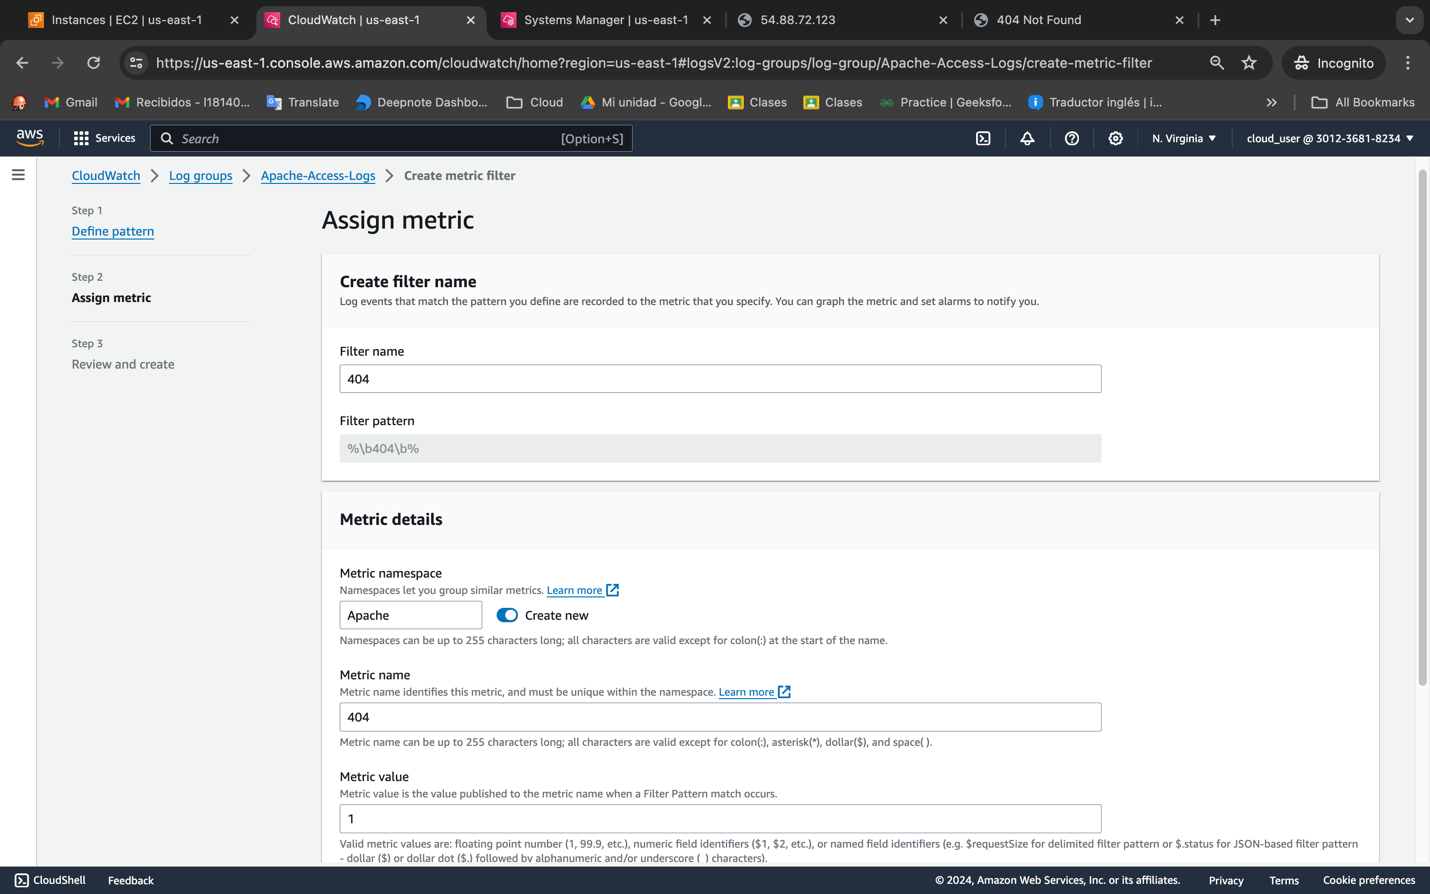 Instances | EC2 | us-east-1
CloudWatch | us-east-1
Systems Manager | us-east-1
54.88.72.123
404 Not Found
https://us-east-1.console.aws.amazon.com/cloudwatch/home?region=us-east-1#logsV2:log-groups/log-group/Apache-Access-Logs/create-metric-filter
Incognito
Gmail
Recibidos - l18140...
Translate
Deepnote Dashbo...
Cloud
Mi unidad - Googl...
Clases
Clases
Practice | Geeksfo...
Traductor inglés | i...
All Bookmarks
aws
Services
Search
[Option+S]
N. Virginia
cloud_user @ 3012-3681-8234
CloudWatch
Log groups
Apache-Access-Logs
Create metric filter
Step 1
Define pattern
Step 2
Assign metric
Step 3
Review and create
Assign metric
Create filter name
Log events that match the pattern you define are recorded to the metric that you specify. You can graph the metric and set alarms to notify you.
Filter name
404
Filter pattern
%\b404\b%
Metric details
Metric namespace
Namespaces let you group similar metrics. Learn more
Apache
Create new
Namespaces can be up to 255 characters long; all characters are valid except for colon(:) at the start of the name.
Metric name
Metric name identifies this metric, and must be unique within the namespace. Learn more
404
Metric name can be up to 255 characters long; all characters are valid except for colon(:), asterisk(*), dollar($), and space( ).
Metric value
Metric value is the value published to the metric name when a Filter Pattern match occurs.
1
Valid metric values are: floating point number (1, 99.9, etc.), numeric field identifiers ($1, $2, etc.), or named field identifiers (e.g. $requestSize for delimited filter pattern or $.status for JSON-based filter pattern
- dollar ($) or dollar dot ($.) followed by alphanumeric and/or underscore (_) characters).
CloudShell
Feedback
© 2024, Amazon Web Services, Inc. or its affiliates.
Privacy
Terms
Cookie preferences